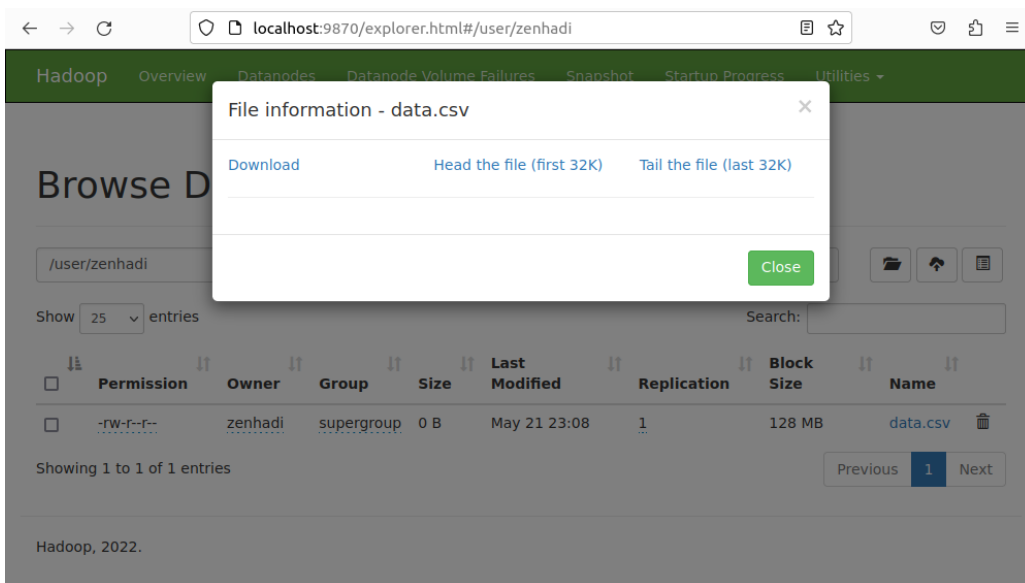 localhost:9870/explorer.html#/user/zenhadi
Hadoop Overview Datanodes Datanode Volume Failures Snapshot Startup Progress Utilities
File information - data.csv ×
Download Head the file (first 32K) Tail the file (last 32K)
Browse D
Close
/user/zenhadi
Show 25 entries Search:
Permission Owner Group Size Last Modified Replication Block Size Name
-rw-r--r-- zenhadi supergroup 0 B May 21 23:08 1 128 MB data.csv
Showing 1 to 1 of 1 entries Previous 1 Next
Hadoop, 2022.